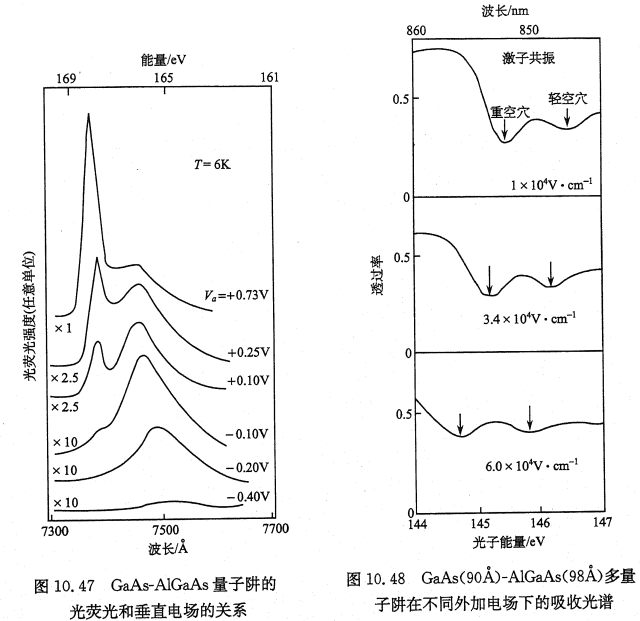 能量/eV
169 165 161
T=6K
Va=+0.73V
×1
+0.25V
×2.5
+0.10V
×2.5
−0.10V
×10
−0.20V
×10
−0.40V
×10
7300 7500 7700
波长/Å
光荧光强度(任意单位)
图 10.47 GaAs-AlGaAs 量子阱的
光荧光和垂直电场的关系
波长/nm
860 850
激子共振
重空穴
轻空穴
0.5
1×10⁴V·cm⁻¹
0
0.5
3.4×10⁴V·cm⁻¹
0
0.5
6.0×10⁴V·cm⁻¹
0
透过率
144 145 146 147
光子能量/eV
图 10.48 GaAs(90Å)-AlGaAs(98Å)多量
子阱在不同外加电场下的吸收光谱